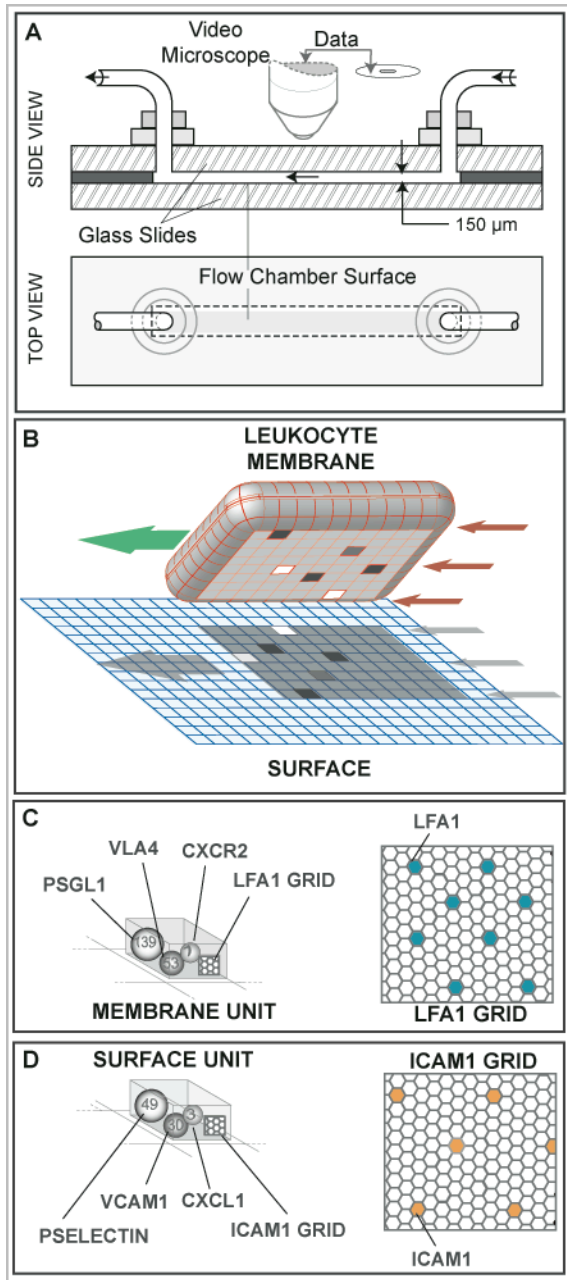 A
Video
Microscope
Data
SIDE VIEW
Glass Slides
150 µm
TOP VIEW
Flow Chamber Surface
B
LEUKOCYTE
MEMBRANE
SURFACE
C
VLA4
CXCR2
PSGL1
LFA1 GRID
139
53
7
MEMBRANE UNIT
LFA1
LFA1 GRID
D
SURFACE UNIT
49
30
3
VCAM1
CXCL1
PSELECTIN
ICAM1 GRID
ICAM1 GRID
ICAM1